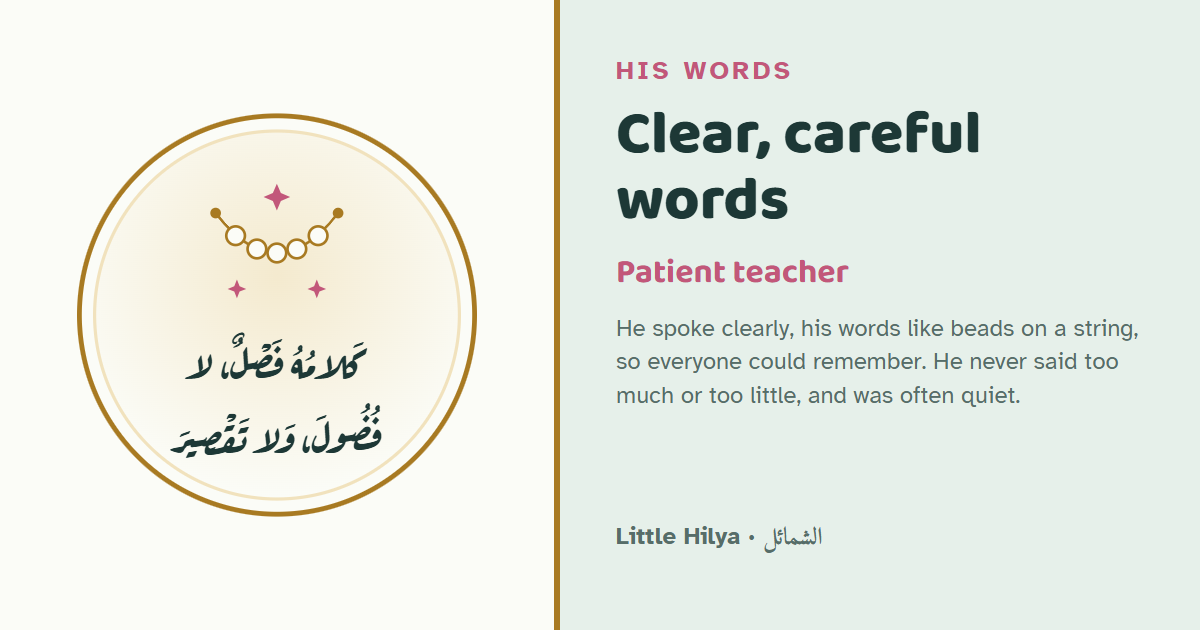 كَلامُهُ فَصْلٌ، لا
فُضُولَ، وَلا تَقْصِيرَ
HIS WORDS
Clear, careful
words
Patient teacher
He spoke clearly, his words like beads on a string,
so everyone could remember. He never said too
much or too little, and was often quiet.
Little Hilya • الشمائل